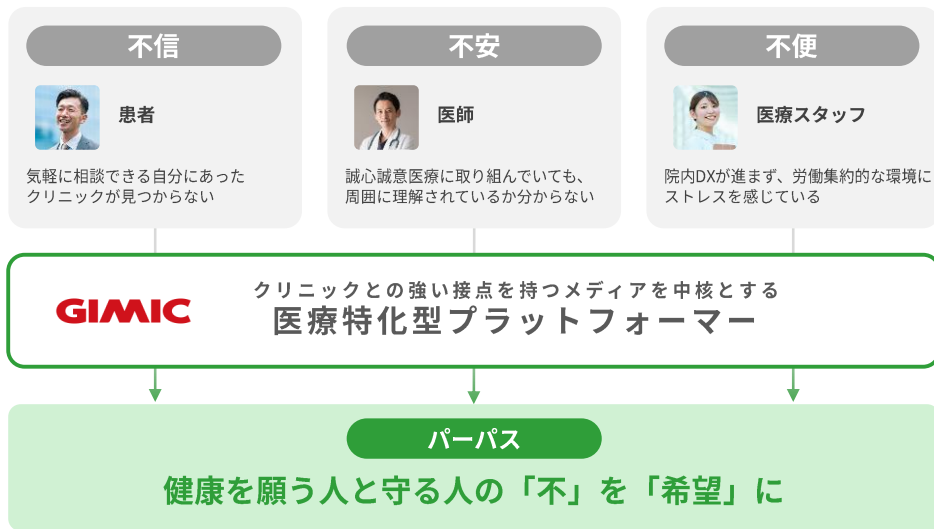 不信
患者
気軽に相談できる自分にあった
クリニックが見つからない
不安
医師
誠心誠意医療に取り組んでいても、
周囲に理解されているか分からない
不便
医療スタッフ
院内DXが進まず、労働集約的な環境に
ストレスを感じている
GIMIC
クリニックとの強い接点を持つメディアを中核とする
医療特化型プラットフォーマー
パーパス
健康を願う人と守る人の「不」を「希望」に